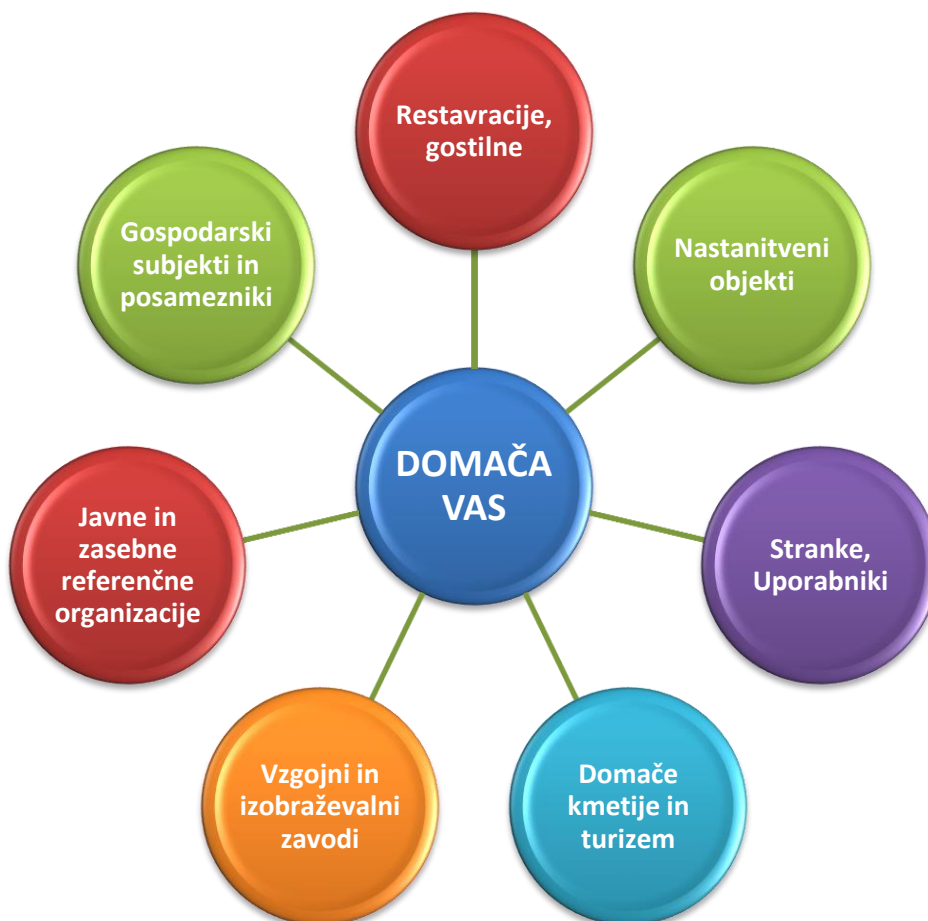 Restavracije,
gostilne
Nastanitveni
objekti
Stranke,
Uporabniki
Domače
kmetije in
turizem
Vzgojni in
izobraževalni
zavodi
Javne in
zasebne
referenčne
organizacije
Gospodarski
subjekti in
posamezniki
DOMAČA
VAS